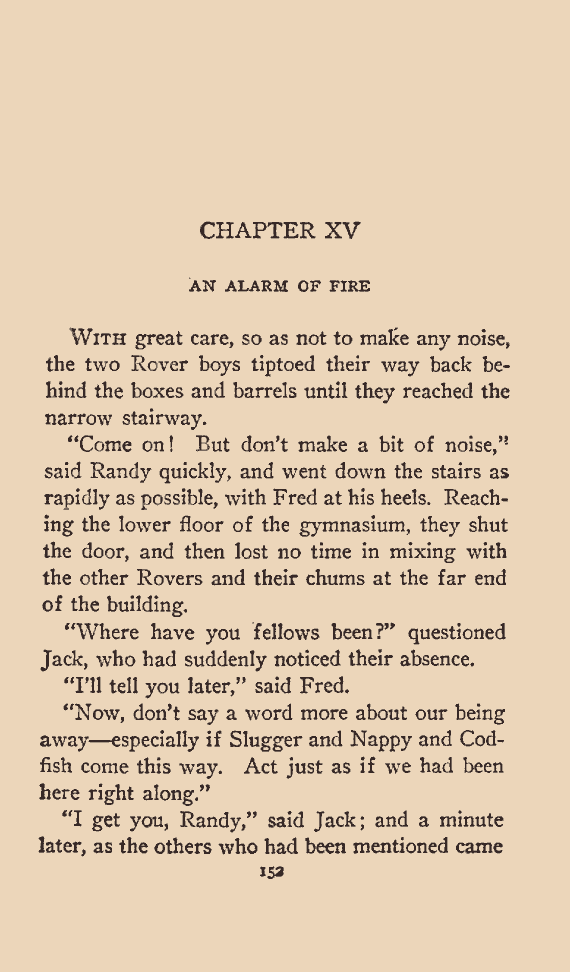 CHAPTER XV
AN ALARM OF FIRE
WITH great care, so as not to make any noise,
the two Rover boys tiptoed their way back be-
hind the boxes and barrels until they reached the
narrow stairway.
“Come on! But don't make a bit of noise,”
said Randy quickly, and went down the stairs as
rapidly as possible, with Fred at his heels. Reach-
ing the lower floor of the gymnasium, they shut
the door, and then lost no time in mixing with
the other Rovers and their chums at the far end
of the building.
“Where have you fellows been?” questioned
Jack, who had suddenly noticed their absence.
“I'll tell you later,” said Fred.
“Now, don't say a word more about our being
away—especially if Slugger and Nappy and Cod-
fish come this way. Act just as if we had been
here right along.”
“I get you, Randy,” said Jack; and a minute
later, as the others who had been mentioned came
152